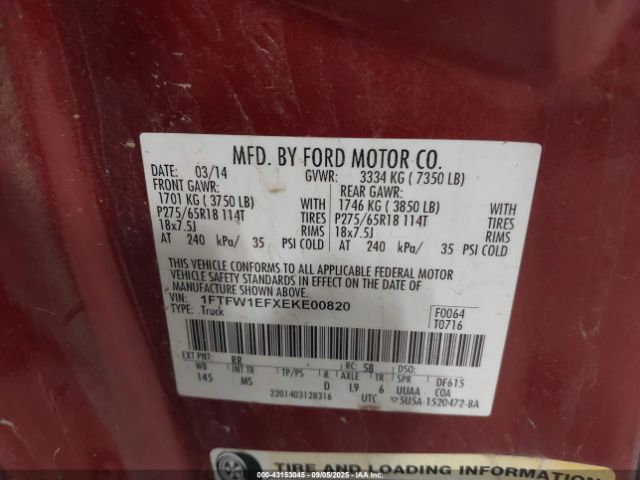 MFD. BY FORD MOTOR CO.
DATE: 03/14 GVWR: 3334 KG ( 7350 LB)
FRONT GAWR: REAR GAWR:
1701 KG ( 3750 LB) WITH 1746 KG ( 3850 LB) WITH
P275/65R18 114T TIRES P275/65R18 114T TIRES
18x7.5J RIMS 18x7.5J RIMS
AT 240 kPa/ 35 PSI COLD AT 240 kPa/ 35 PSI COLD
THIS VEHICLE CONFORMS TO ALL APPLICABLE FEDERAL MOTOR
VEHICLE SAFETY STANDARDS IN EFFECT ON THE DATE OF
MANUFACTURE SHOWN ABOVE.
VIN: 1FTFW1EFXEKE00820 F0064
TYPE: Truck T0716
EXT PNT: RR RC: 58 DSO:
WB INT TR TP/PS R AXLE TR SPR DF615
145 MS D L9 6 UUAA COA
2201403128316 UTC ▽5U5A-1520472-BA
TIRE AND LOADING INFORMATION
000-43153045 - (09/05/2025) - IAA Inc.